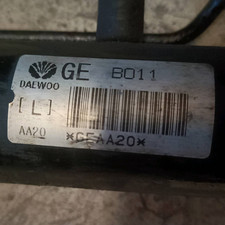 DAEWOO GE B011
[L]
AA20 *GEAA20*